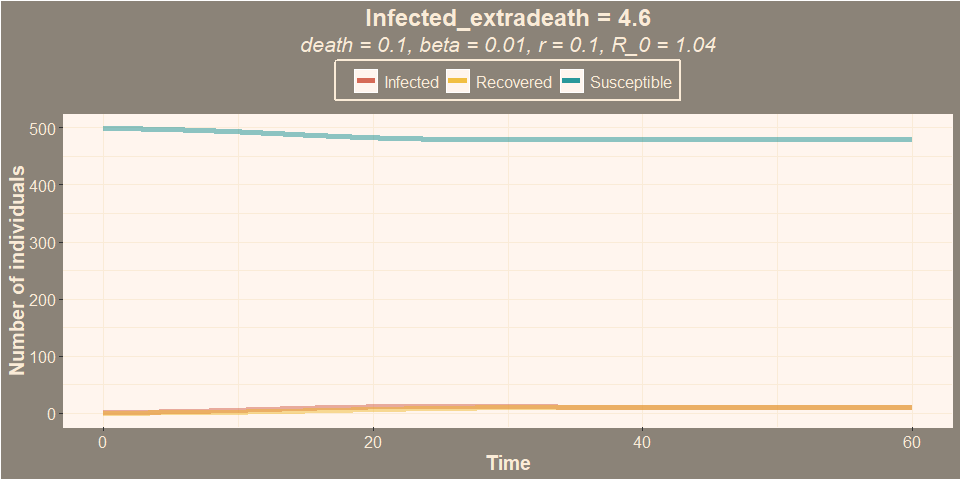 Infected_extradeath = 4.6
death = 0.1, beta = 0.01, r = 0.1, R_0 = 1.04
Infected Recovered Susceptible
Number of individuals
500
400
300
200
100
0
0 20 40 60
Time